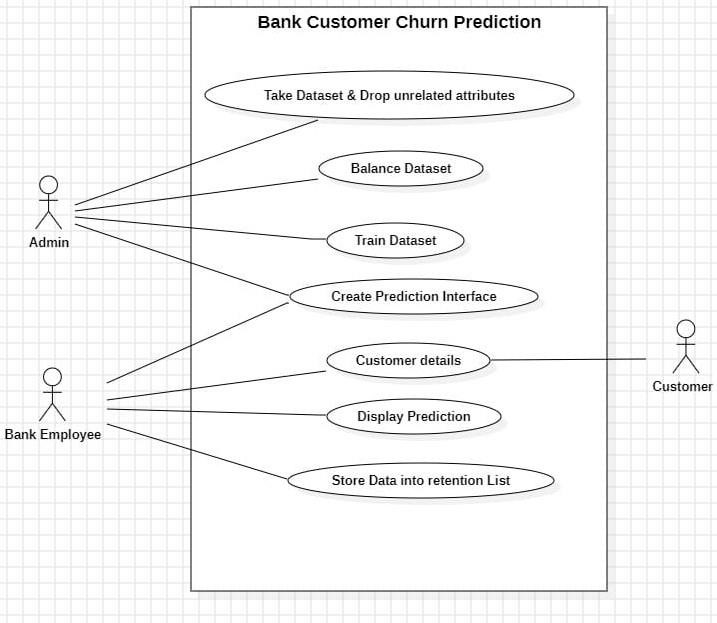 Bank Customer Churn Prediction
Take Dataset & Drop unrelated attributes
Balance Dataset
Admin
Train Dataset
Create Prediction Interface
Customer details
Customer
Display Prediction
Bank Employee
Store Data into retention List